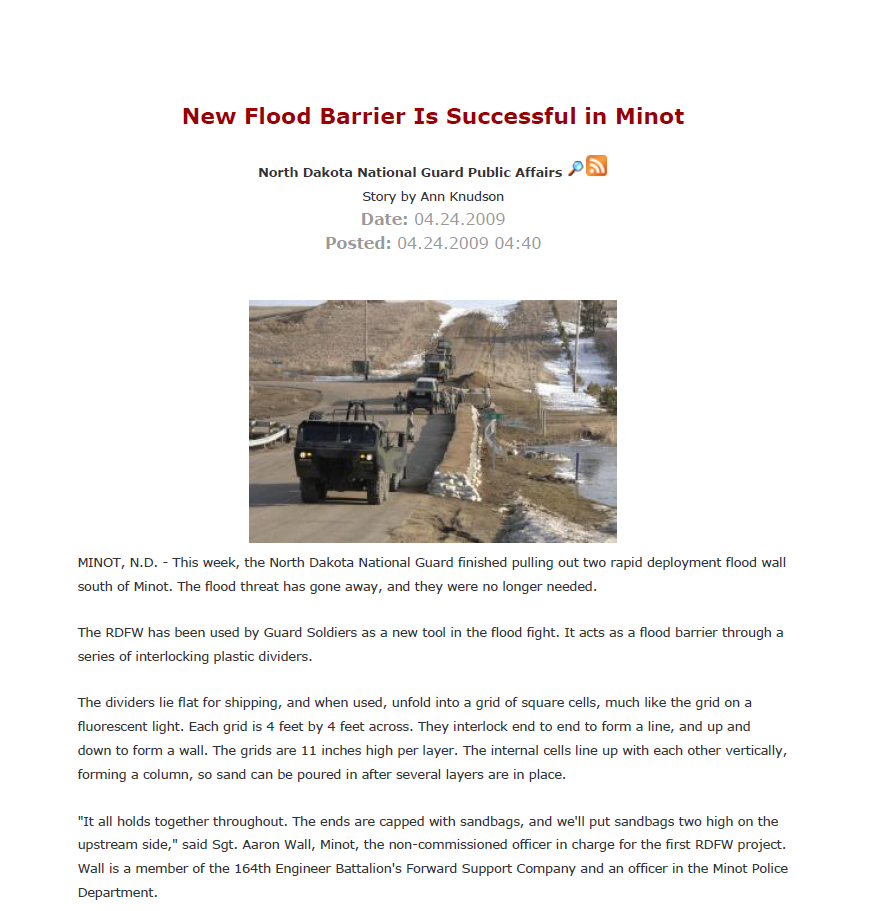 New Flood Barrier Is Successful in Minot
North Dakota National Guard Public Affairs
Story by Ann Knudson
Date: 04.24.2009
Posted: 04.24.2009 04:40
MINOT, N.D. - This week, the North Dakota National Guard finished pulling out two rapid deployment flood wall
south of Minot. The flood threat has gone away, and they were no longer needed.
The RDFW has been used by Guard Soldiers as a new tool in the flood fight. It acts as a flood barrier through a
series of interlocking plastic dividers.
The dividers lie flat for shipping, and when used, unfold into a grid of square cells, much like the grid on a
fluorescent light. Each grid is 4 feet by 4 feet across. They interlock end to end to form a line, and up and
down to form a wall. The grids are 11 inches high per layer. The internal cells line up with each other vertically,
forming a column, so sand can be poured in after several layers are in place.
"It all holds together throughout. The ends are capped with sandbags, and we'll put sandbags two high on the
upstream side," said Sgt. Aaron Wall, Minot, the non-commissioned officer in charge for the first RDFW project.
Wall is a member of the 164th Engineer Battalion's Forward Support Company and an officer in the Minot Police
Department.